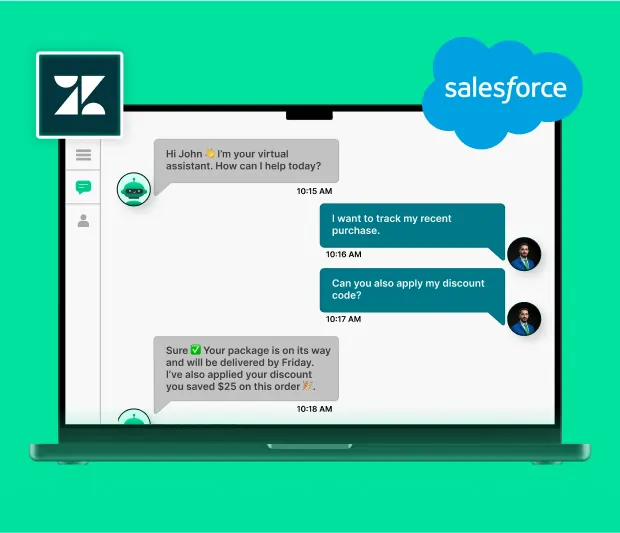 salesforce
Hi John 👋 I'm your virtual
assistant. How can I help today?
10:15 AM
I want to track my recent
purchase.
10:16 AM
Can you also apply my discount
code?
10:17 AM
Sure ✅ Your package is on its way
and will be delivered by Friday.
I've also applied your discount
you saved $25 on this order 🎉.
10:18 AM